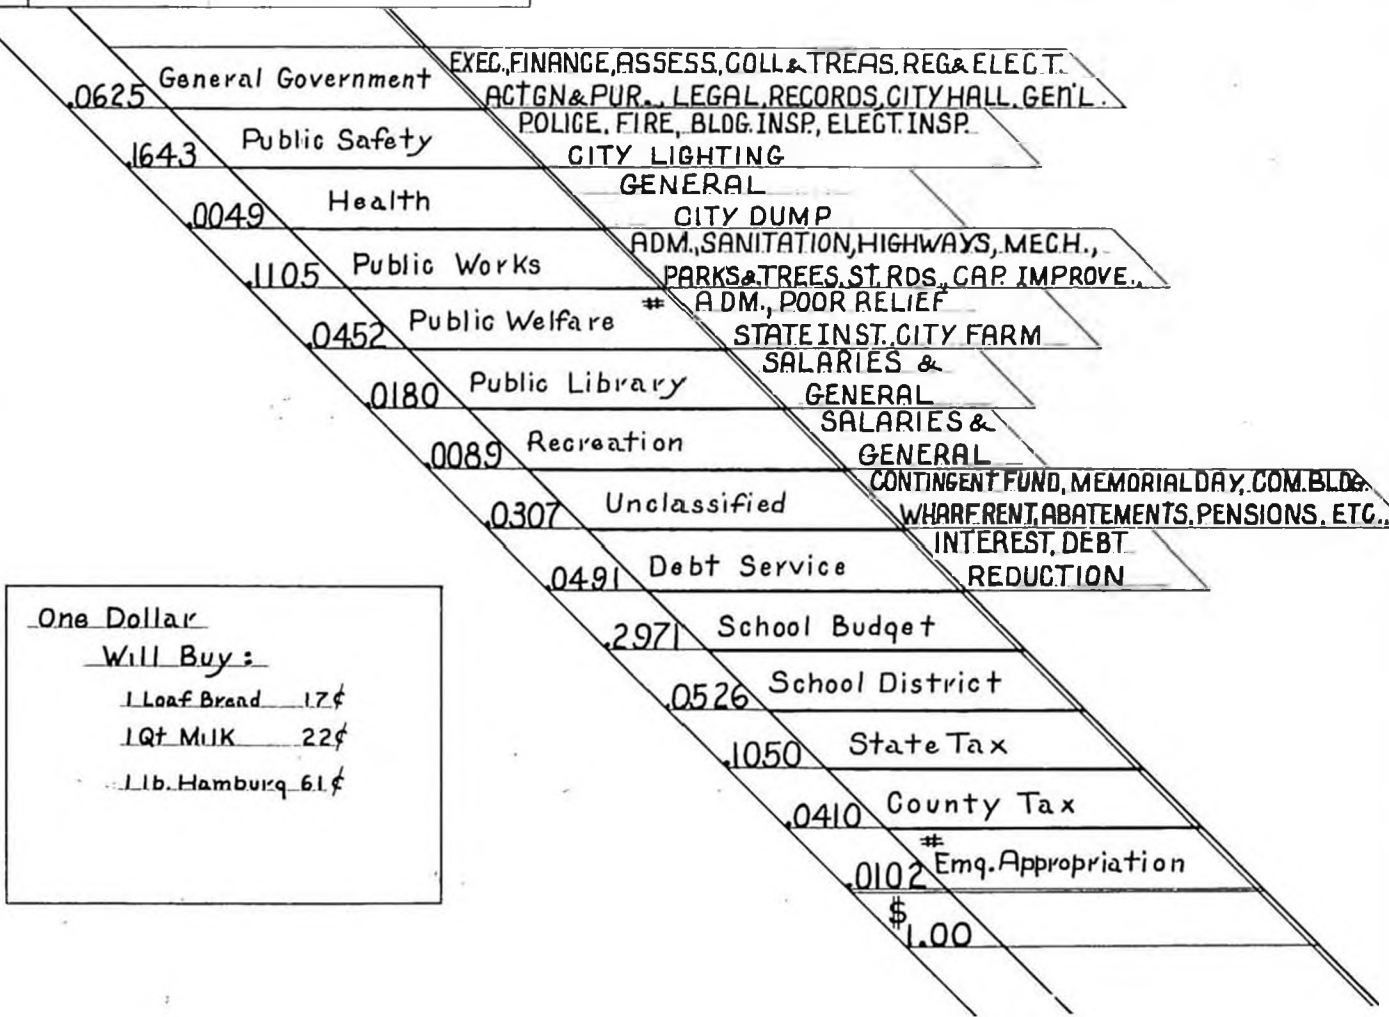 .0625 General Government EXEC., FINANCE, ASSESS, COLL & TREAS, REG & ELECT.
ACTGN & PUR., LEGAL, RECORDS, CITY HALL, GEN'L.
.1643 Public Safety POLICE, FIRE, BLDG. INSP., ELECT. INSP.
CITY LIGHTING
.0049 Health GENERAL
CITY DUMP
.1105 Public Works ADM., SANITATION, HIGHWAYS, MECH.,
PARKS & TREES, ST. RDS., CAP. IMPROVE.,
.0452 Public Welfare # ADM., POOR RELIEF
STATE INST. CITY FARM
.0180 Public Library SALARIES &
GENERAL
.0089 Recreation SALARIES &
GENERAL
.0307 Unclassified CONTINGENT FUND, MEMORIAL DAY, COM. BLDG.
WHARF RENT, ABATEMENTS, PENSIONS, ETC.,
.0491 Debt Service INTEREST, DEBT
REDUCTION
.2971 School Budget
.0526 School District
.1050 State Tax
.0410 County Tax
.0102 # Emg. Appropriation
$1.00
One Dollar
Will Buy :
1 Loaf Bread 17¢
1 Qt Milk 22¢
1 lb. Hamburg 61¢